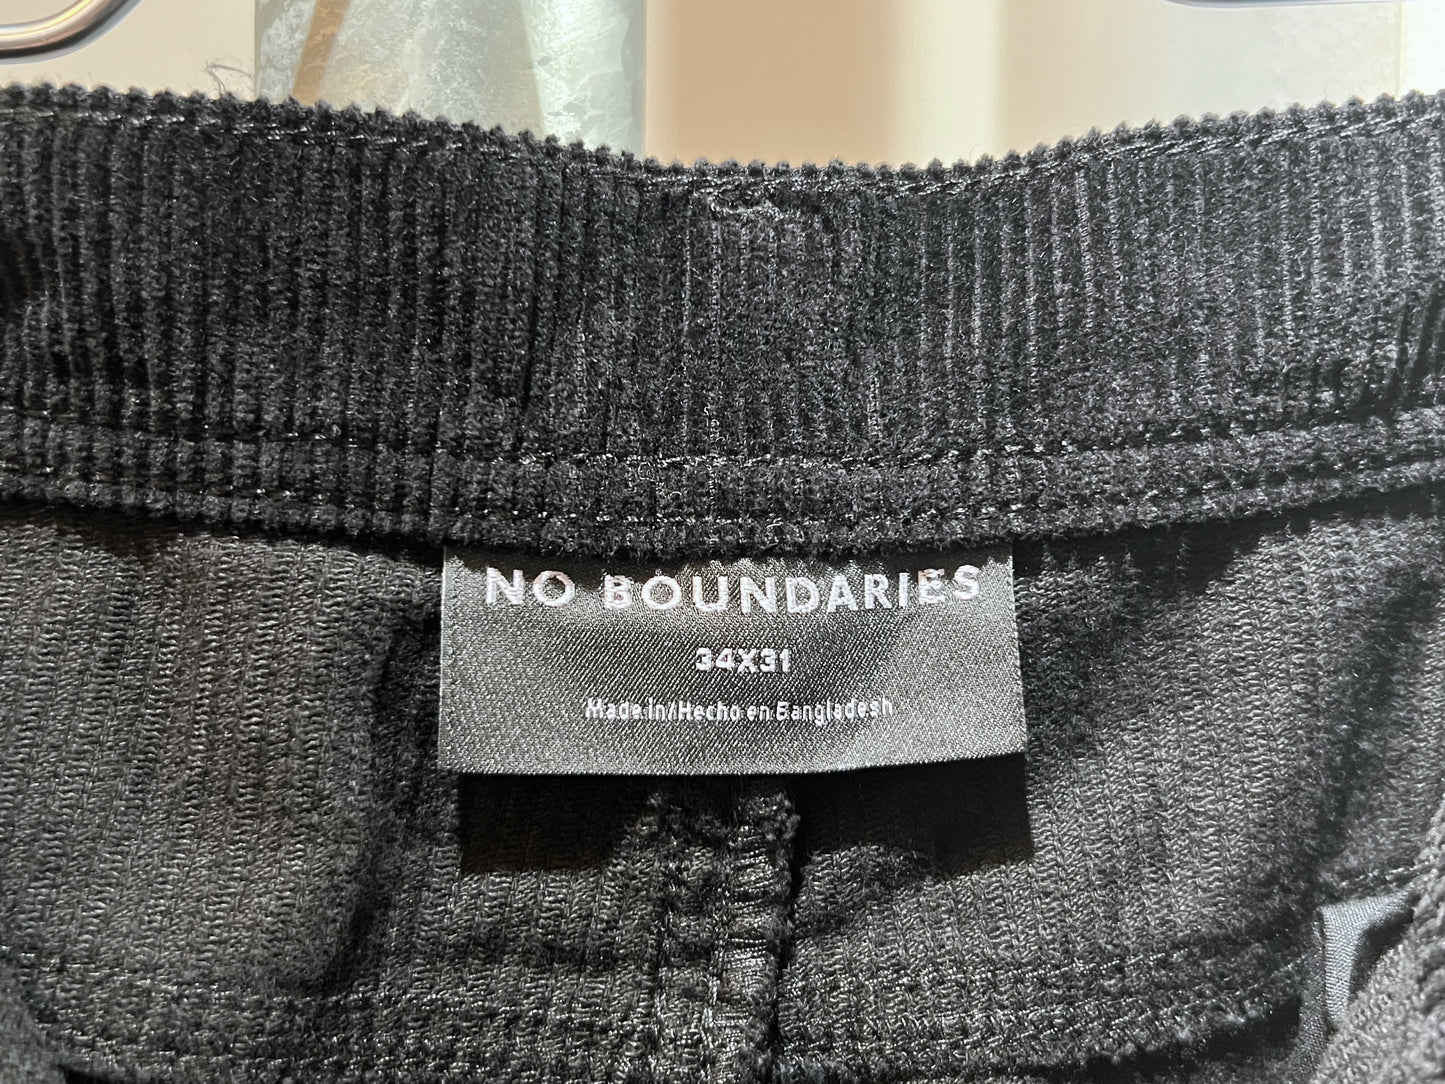 NO BOUNDARIES
34X31
Made in/Hecho en Bangladesh